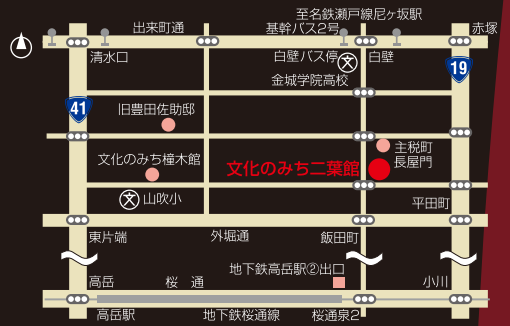 至名鉄瀬戸線尼ヶ坂駅
出来町通
基幹バス2号
赤塚
清水口
白壁バス停
文
白壁
19
金城学院高校
41
旧豊田佐助邸
主税町
長屋門
文化のみち橦木館
文化のみち二葉館
文
山吹小
平田町
東片端
外堀通
飯田町
地下鉄高岳駅②出口
高岳
桜 通
小川
高岳駅
地下鉄桜通線
桜通泉2